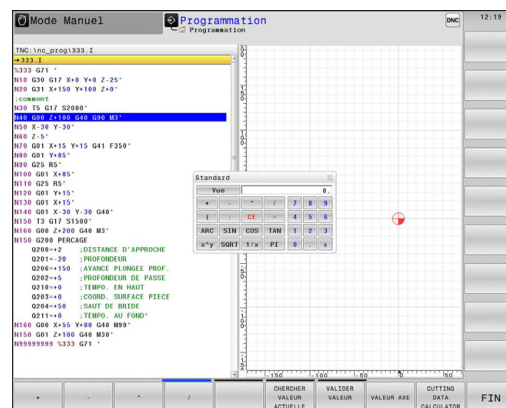 Mode Manuel
Programmation
Programmation
DNC
12:19
TNC:\nc_prog\333.I
→333.I
%333 G71 *
N10 G30 G17 X+0 Y+0 Z-25*
N20 G31 X+150 Y+100 Z+0*
;comment
N30 T5 G17 S2000*
N40 G00 Z+100 G40 G90 M3*
N50 X-30 Y-30*
N60 Z-5*
N70 G01 X+15 Y+15 G41 F350*
N80 G01 Y+85*
N90 G25 R5*
N100 G01 X+85*
N110 G25 R5*
N120 G01 Y+15*
N130 G01 X+15*
N140 G01 X-30 Y-30 G40*
N150 T3 G17 S1500*
N160 G00 Z+200 G40 M3*
N150 G200 PERCAGE
Q200=+2 ;DISTANCE D'APPROCHE
Q201=-20 ;PROFONDEUR
Q206=+150 ;AVANCE PLONGEE PROF.
Q202=+5 ;PROFONDEUR DE PASSE
Q210=+0 ;TEMPO. EN HAUT
Q203=+0 ;COORD. SURFACE PIECE
Q204=+50 ;SAUT DE BRIDE
Q211=+0 ;TEMPO. AU FOND*
N160 G00 X+55 Y+80 G40 M99*
N150 G01 Z+100 G40 M30*
N99999999 %333 G71 *
Standard
Vue 0.
+ - * / 7 8 9
( ) CE = 4 5 6
ARC SIN COS TAN 1 2 3
x^y SQRT 1/x PI 0 . ±
-150 -100 -50 0 50
+ - * /
CHERCHER VALEUR ACTUELLE
VALIDER VALEUR
VALEUR AXE
CUTTING DATA CALCULATOR
FIN